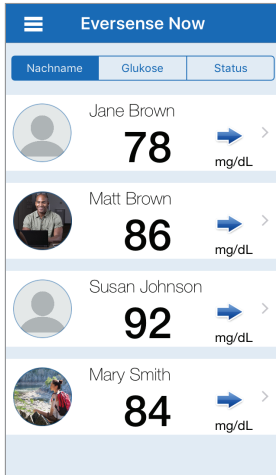 Eversense Now
Nachname Glukose Status
Jane Brown
78
mg/dL
Matt Brown
86
mg/dL
Susan Johnson
92
mg/dL
Mary Smith
84
mg/dL